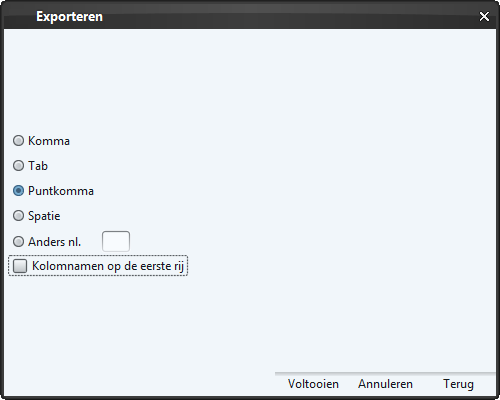 Exporteren
Komma
Tab
Puntkomma
Spatie
Anders nl.
Kolomnamen op de eerste rij
Voltooien Annuleren Terug